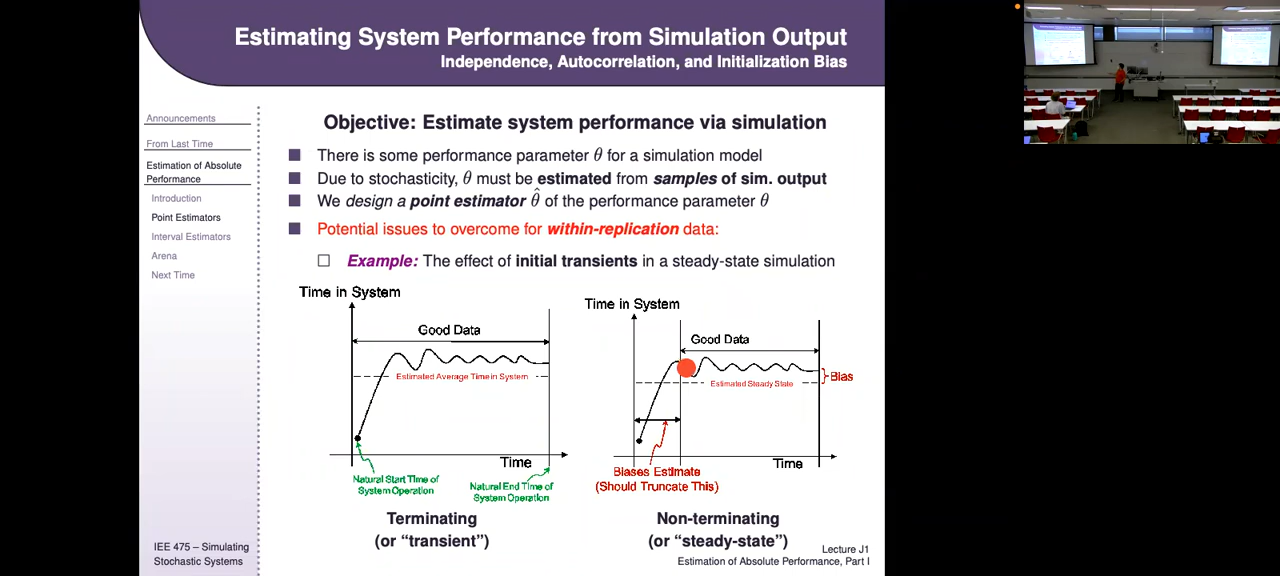 Estimating System Performance from Simulation Output
Independence, Autocorrelation, and Initialization Bias
Announcements
From Last Time
Estimation of Absolute
Performance
Introduction
Point Estimators
Interval Estimators
Arena
Next Time
IEE 475 – Simulating
Stochastic Systems
Objective: Estimate system performance via simulation
There is some performance parameter θ for a simulation model
Due to stochasticity, θ must be estimated from samples of sim. output
We design a point estimator θ̂ of the performance parameter θ
Potential issues to overcome for within-replication data:
Example: The effect of initial transients in a steady-state simulation
Time in System
Good Data
Estimated Average Time in System
Time
Natural Start Time of
System Operation
Natural End Time of
System Operation
Terminating
(or “transient”)
Time in System
Good Data
Estimated Steady State
Bias
Time
Biases Estimate
(Should Truncate This)
Non-terminating
(or “steady-state”)
Lecture J1
Estimation of Absolute Performance, Part I